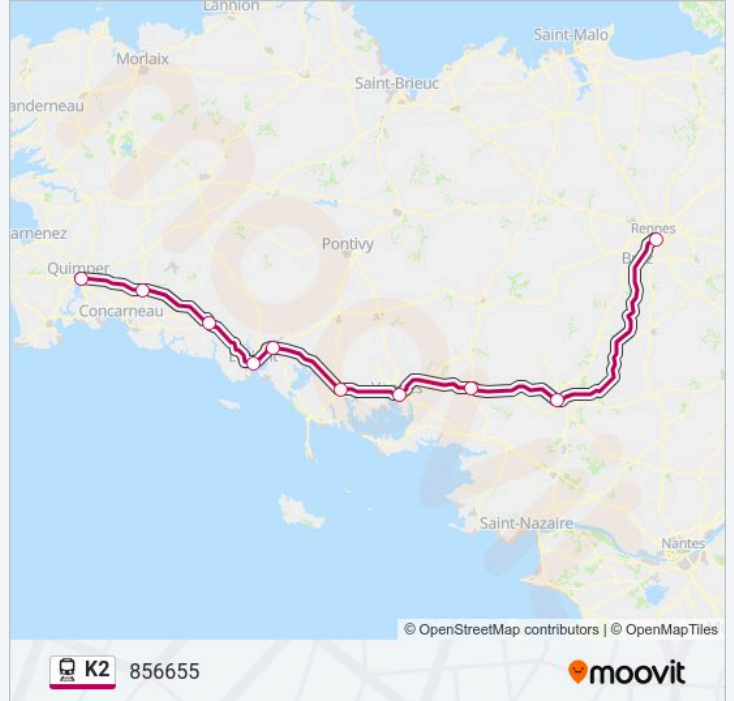 Lannion
Saint-Malo
Morlaix
Saint-Brieuc
anderneau
Rennes
arnenez
Pontivy
Quimper
Concarneau
Saint-Nazaire
Nantes
© OpenStreetMap contributors | © OpenMapTiles
K2 856655
moovit